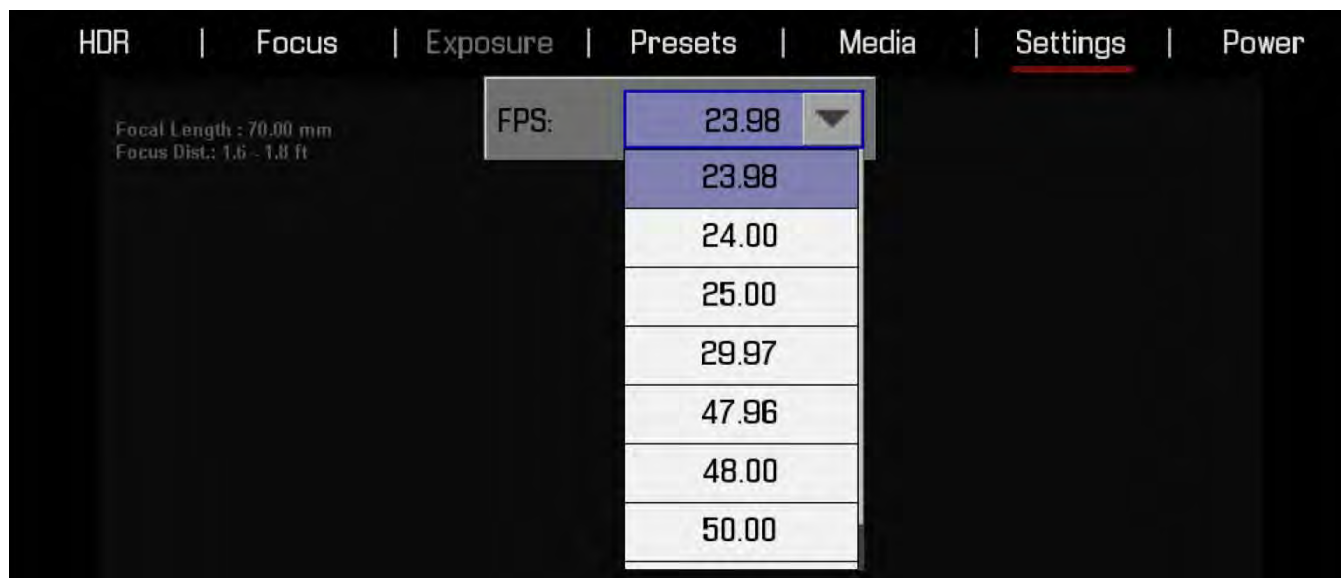 HDR | Focus | Exposure | Presets | Media | Settings | Power
Focal Length : 70.00 mm
Focus Dist.: 1.6 - 1.8 ft
FPS: 23.98
23.98
24.00
25.00
29.97
47.96
48.00
50.00